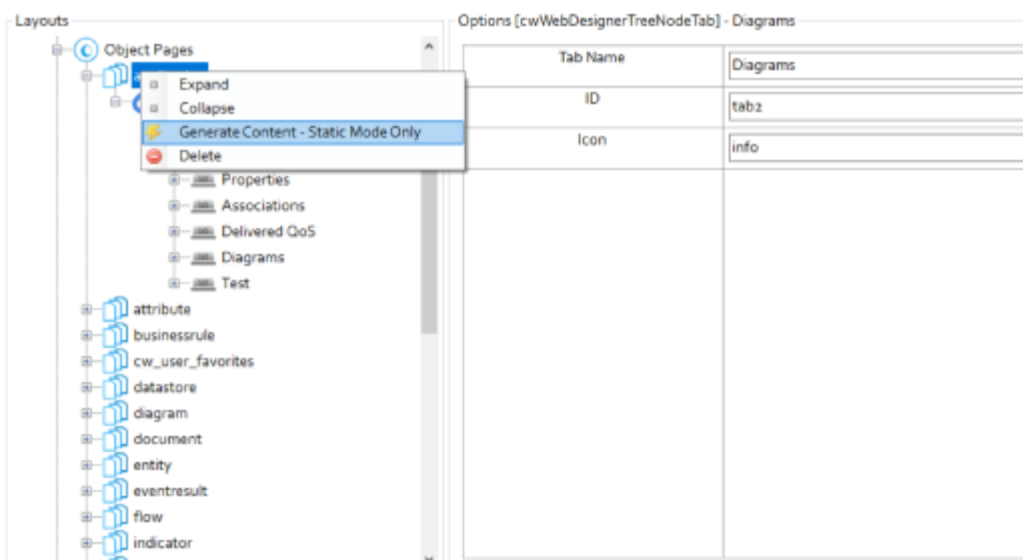 Layouts
Object Pages
Expand
Collapse
Generate Content - Static Mode Only
Delete
Properties
Associations
Delivered QoS
Diagrams
Test
attribute
businessrule
cw_user_favorites
datastore
diagram
document
entity
eventresult
flow
indicator
Options [cwWebDesignerTreeNodeTab] - Diagrams
Tab Name
Diagrams
ID
tab2
Icon
info